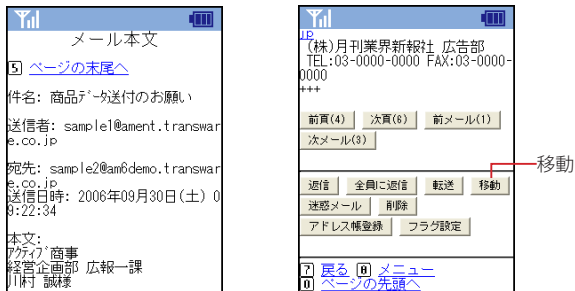 メール本文
5 ページの末尾へ
件名: 商品ﾃﾞｰﾀ送付のお願い
送信者: sample1@ament.transwar
e.co.jp
宛先: sample2@am6demo.transwar
e.co.jp
送信日時: 2006年09月30日(土) 0
9:22:34
本文:
ｱｸﾃｨﾌﾞ商事
経営企画部 広報一課
川村 誠様
jp
(株)月刊業界新報社 広告部
TEL:03-0000-0000 FAX:03-0000-
0000
+++
前頁(4) 次頁(6) 前メール(1)
次メール(3)
返信 全員に返信 転送 移動
移動
迷惑メール 削除
アドレス帳登録 フラグ設定
7 戻る 8 メニュー
0 ページの先頭へ